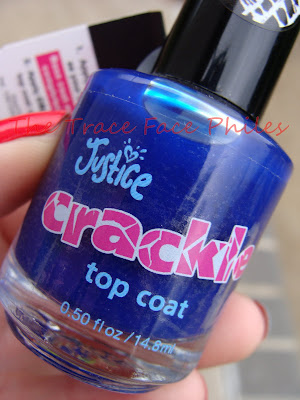 The Trace Face Philes
Justice
crackle
top coat
0.50 fl oz / 14.8ml